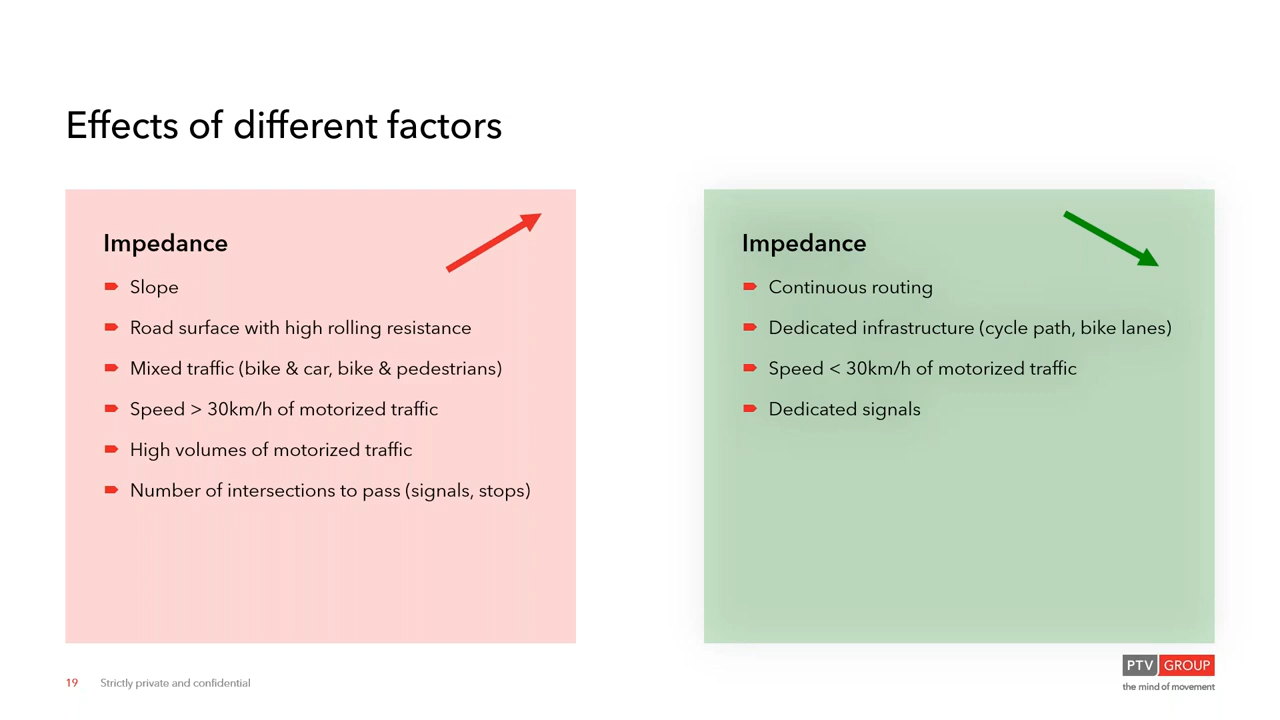 Effects of different factors
Impedance
Slope
Road surface with high rolling resistance
Mixed traffic (bike & car, bike & pedestrians)
Speed > 30km/h of motorized traffic
High volumes of motorized traffic
Number of intersections to pass (signals, stops)
Impedance
Continuous routing
Dedicated infrastructure (cycle path, bike lanes)
Speed < 30km/h of motorized traffic
Dedicated signals
19 Strictly private and confidential
PTV GROUP
the mind of movement